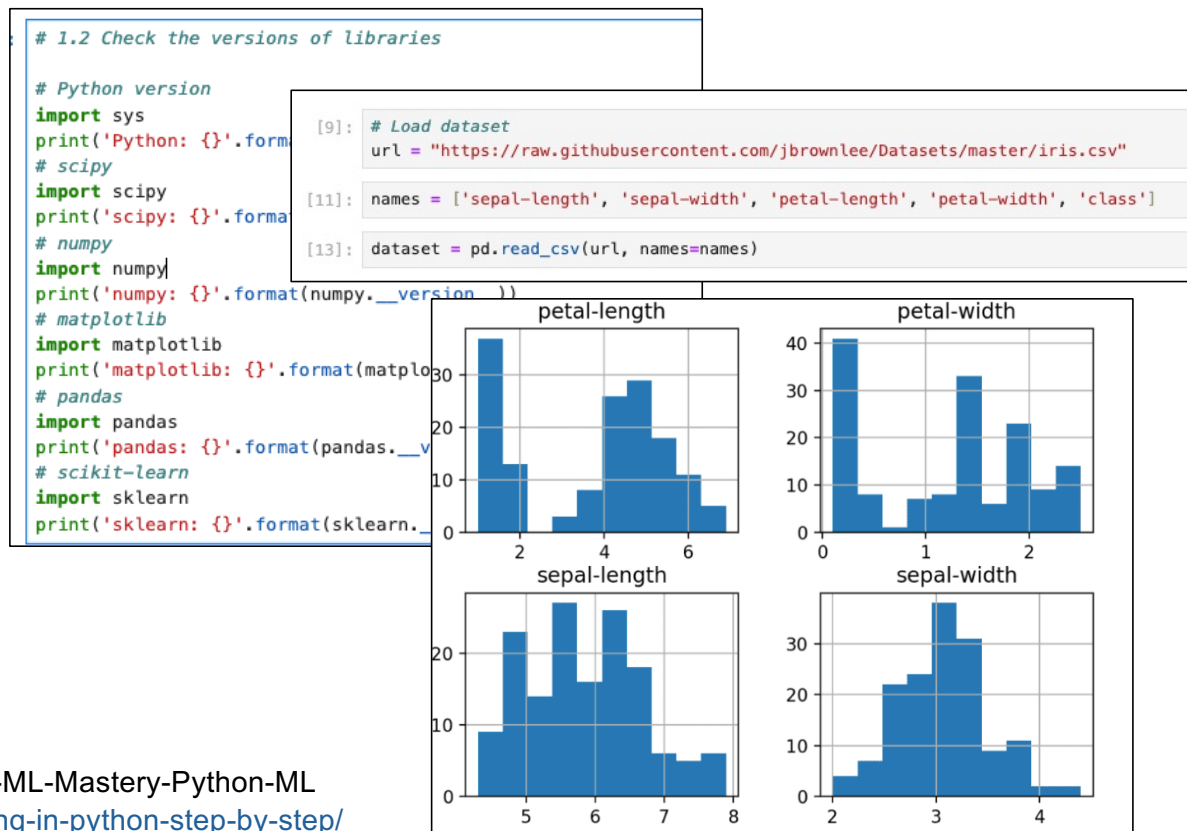 # 1.2 Check the versions of libraries
# Python version
import sys
print('Python: {}'.form
# scipy
import scipy
print('scipy: {}'.forma
# numpy
import numpy
print('numpy: {}'.format(numpy.__version__))
# matplotlib
import matplotlib
print('matplotlib: {}'.format(matplo
# pandas
import pandas
print('pandas: {}'.format(pandas.__v
# scikit-learn
import sklearn
print('sklearn: {}'.format(sklearn._
[9]: # Load dataset
url = "https://raw.githubusercontent.com/jbrownlee/Datasets/master/iris.csv"
[11]: names = ['sepal-length', 'sepal-width', 'petal-length', 'petal-width', 'class']
[13]: dataset = pd.read_csv(url, names=names)
petal-length
30
20
10
0
2 4 6
petal-width
40
30
20
10
0
0 1 2
sepal-length
20
10
0
5 6 7 8
sepal-width
30
20
10
0
2 3 4
-ML-Mastery-Python-ML
ng-in-python-step-by-step/